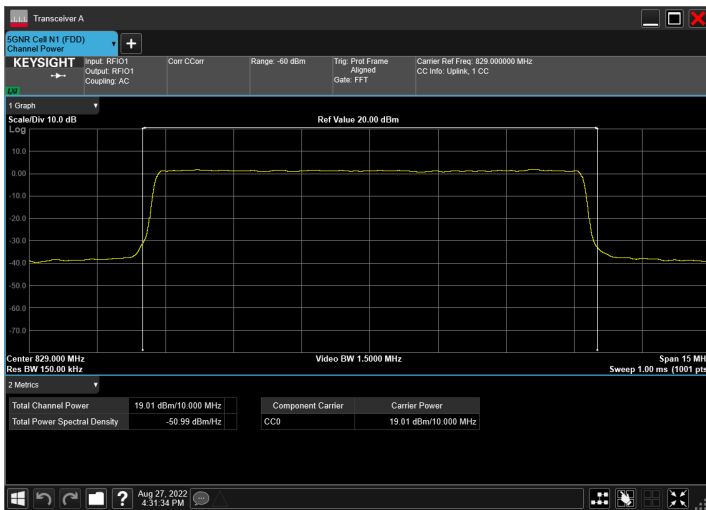 Transceiver A
5GNR Cell N1 (FDD)
Channel Power
KEYSIGHT
LXI
Input: RFIO1
Output: RFIO1
Coupling: AC
Corr CCorr
Range: -60 dBm
Trig: Prot Frame
Aligned
Gate: FFT
Carrier Ref Freq: 829.000000 MHz
CC Info: Uplink, 1 CC
1 Graph
Scale/Div 10.0 dB
Ref Value 20.00 dBm
Log
10.0
0.00
-10.0
-20.0
-30.0
-40.0
-50.0
-60.0
-70.0
Center 829.000 MHz
Video BW 1.5000 MHz
Span 15 MH
Res BW 150.00 kHz
Sweep 1.00 ms (1001 pts
2 Metrics
Total Channel Power 19.01 dBm/10.000 MHz
Total Power Spectral Density -50.99 dBm/Hz
Component Carrier Carrier Power
CC0 19.01 dBm/10.000 MHz
?
Aug 27, 2022
4:31:34 PM